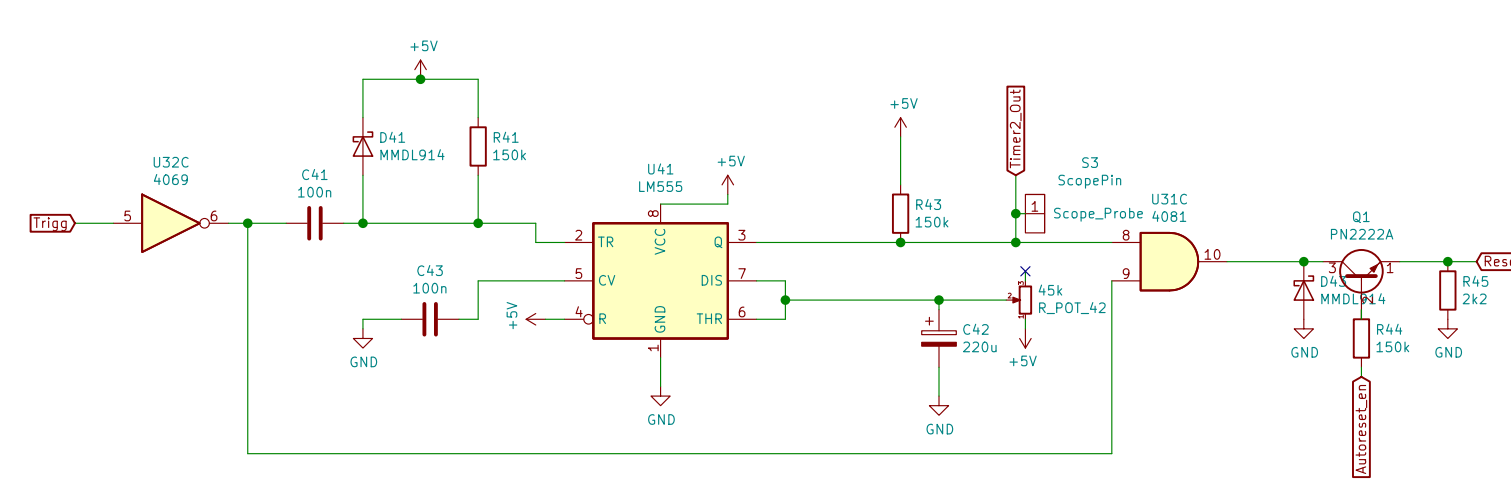 +5V
D41
MMDL914
R41
150k
U32C
4069
C41
100n
Trigg
5
6
U41
LM555
+5V
8
VCC
2
TR
Q
3
5
CV
DIS
7
4
R
THR
6
GND
1
GND
C43
100n
GND
+5V
+5V
R43
150k
Timer2_Out
S3
ScopePin
1
Scope_Probe
3
2
1
45k
R_POT_42
+5V
+
C42
220u
GND
U31C
4081
8
9
10
Q1
PN2222A
3
1
D43
MMDL914
GND
R44
150k
Autoreset_en
R45
2k2
GND